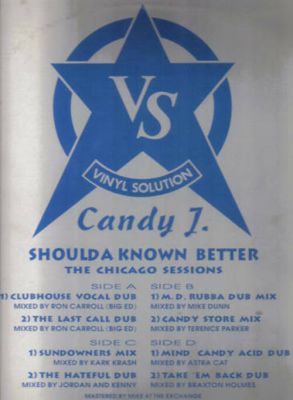 VS
VINYL SOLUTION
Candy J.
SHOULDA KNOWN BETTER
THE CHICAGO SESSIONS
SIDE A
1) CLUBHOUSE VOCAL DUB
MIXED BY RON CARROLL (BIG ED)
2) THE LAST CALL DUB
MIXED BY RON CARROLL (BIG ED)
SIDE B
1) M. D. RUBBA DUB MIX
MIXED BY MIKE DUNN
2) CANDY STORE MIX
MIXED BY TERENCE PARKER
SIDE C
1) SUNDOWNERS MIX
MIXED BY KARK KRASH
2) THE HATEFUL DUB
MIXED BY JORDAN AND KENNY
SIDE D
1) MIND CANDY ACID DUB
MIXED BY ASTRA CAT
2) TAKE 'EM BACK DUB
MIXED BY BRAXTON HOLMES
MASTERED BY MIKE AT THE EXCHANGE